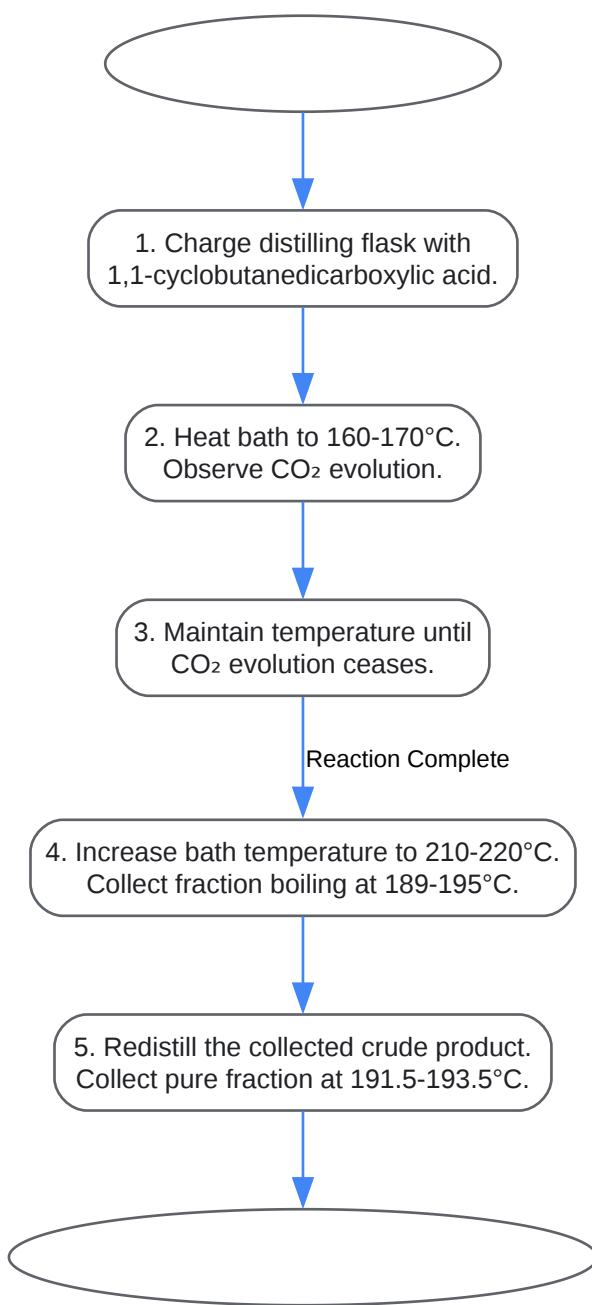 1. Charge distilling flask with
1,1-cyclobutanedicarboxylic acid.
2. Heat bath to 160-170°C.
Observe CO₂ evolution.
3. Maintain temperature until
CO₂ evolution ceases.
Reaction Complete
4. Increase bath temperature to 210-220°C.
Collect fraction boiling at 189-195°C.
5. Redistill the collected crude product.
Collect pure fraction at 191.5-193.5°C.